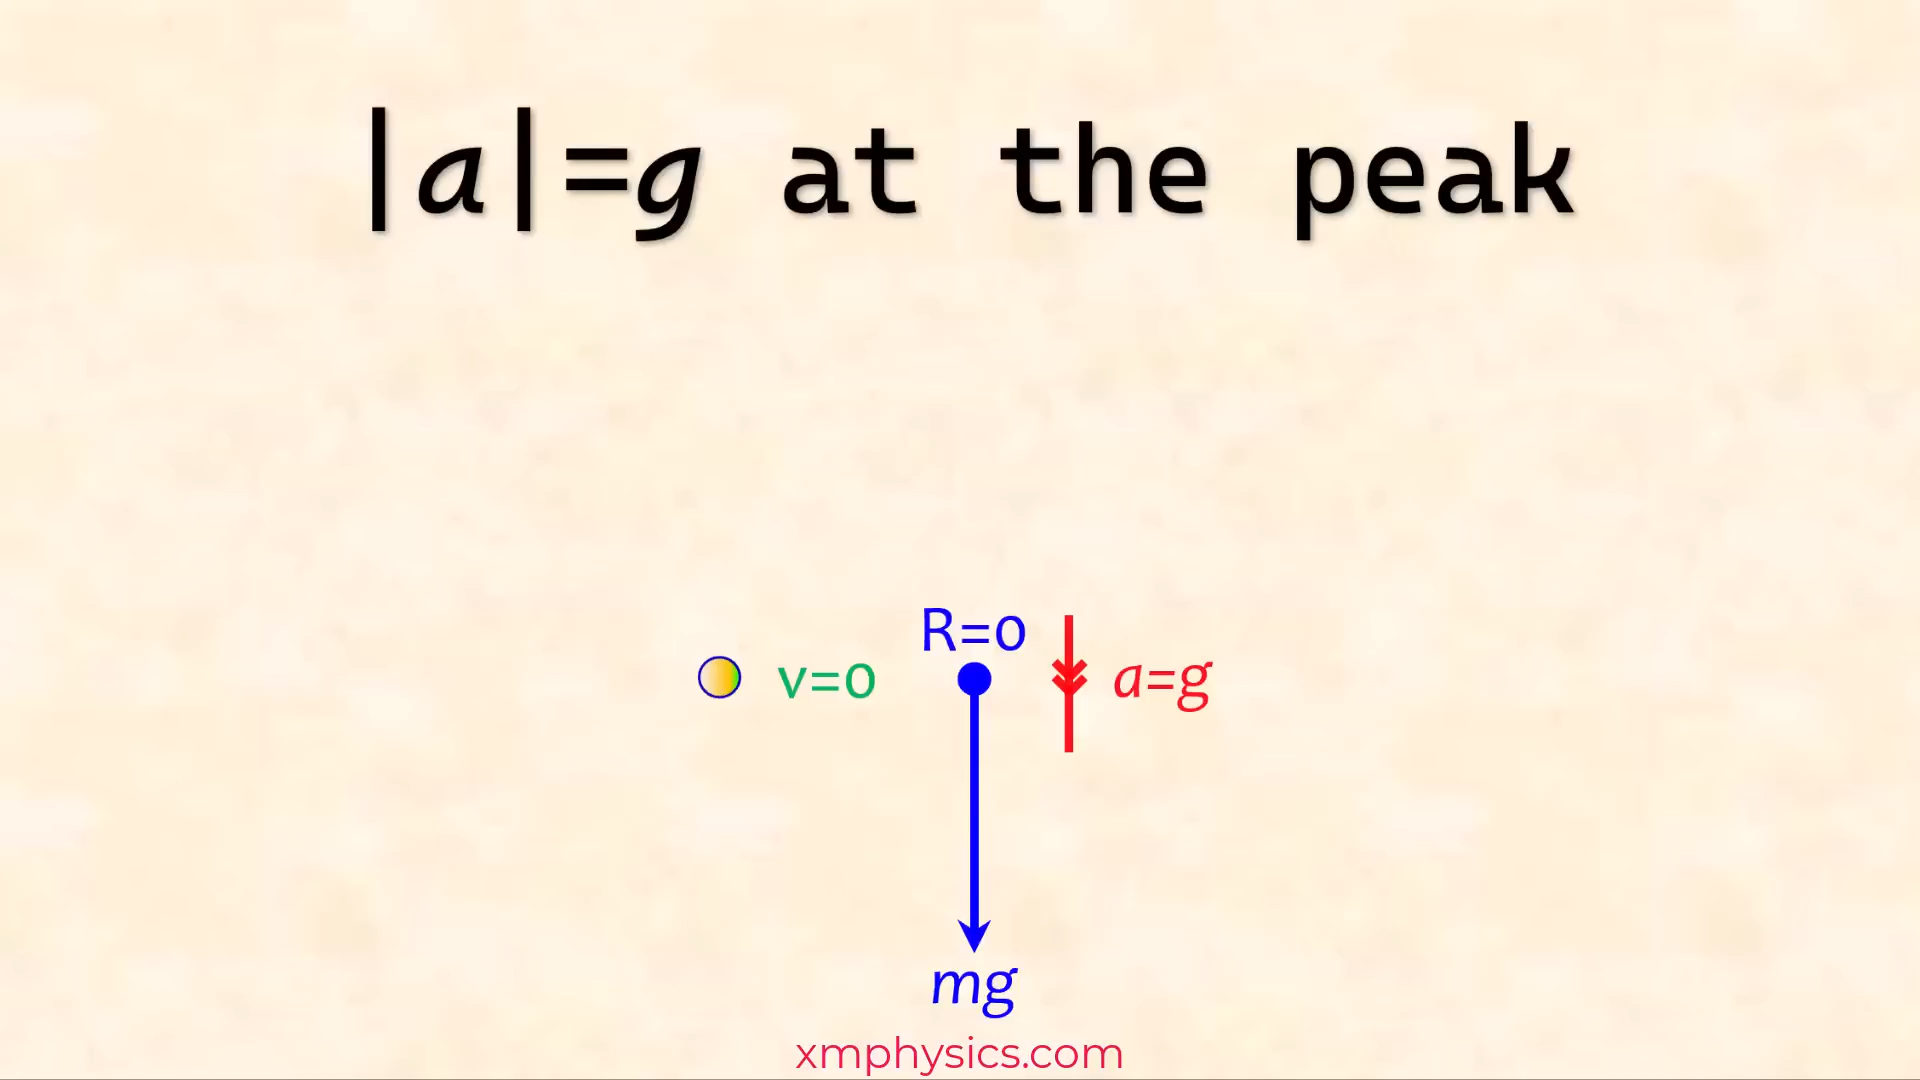 |a|=g at the peak
R=0
v=0
a=g
mg
xmphysics.com